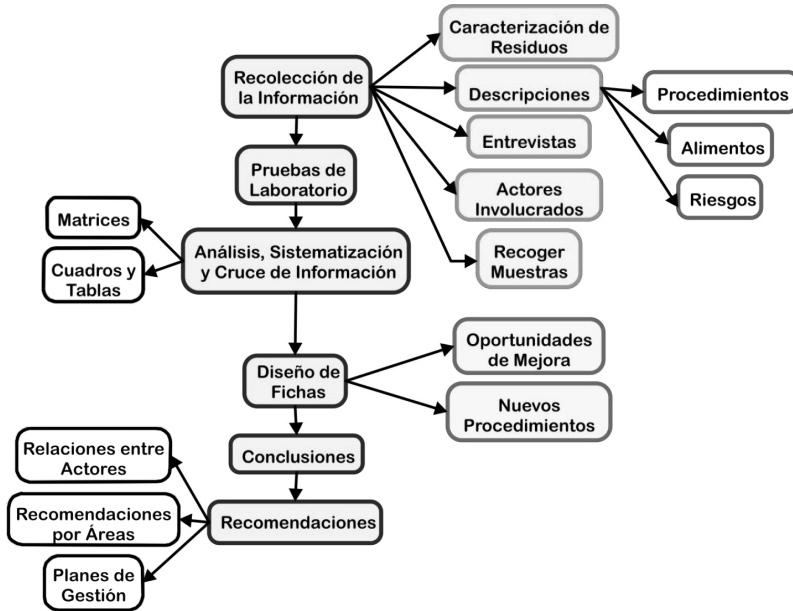 Caracterización de
Residuos
Recolección de
la Información
Descripciones
Procedimientos
Entrevistas
Alimentos
Pruebas de
Laboratorio
Actores
Involucrados
Riesgos
Matrices
Análisis, Sistematización
y Cruce de Información
Recoger
Muestras
Cuadros y
Tablas
Oportunidades
de Mejora
Diseño de
Fichas
Nuevos
Procedimientos
Conclusiones
Relaciones entre
Actores
Recomendaciones
Recomendaciones
por Áreas
Planes de
Gestión